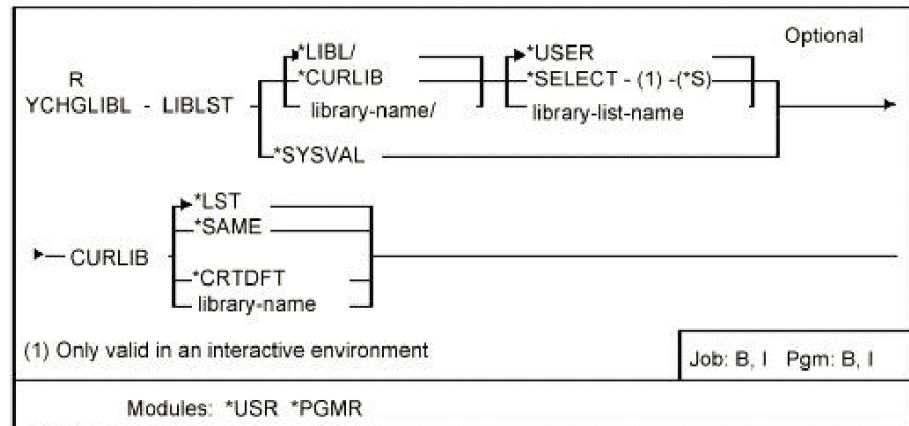 Optional
*LIBL/ *USER
R *CURLIB *SELECT - (1) -(*S)
YCHGLIBL - LIBLST library-name/ library-list-name
*SYSVAL
*LST
*SAME
CURLIB
*CRTDFT
library-name
(1) Only valid in an interactive environment
Job: B, I Pgm: B, I
Modules: *USR *PGMR